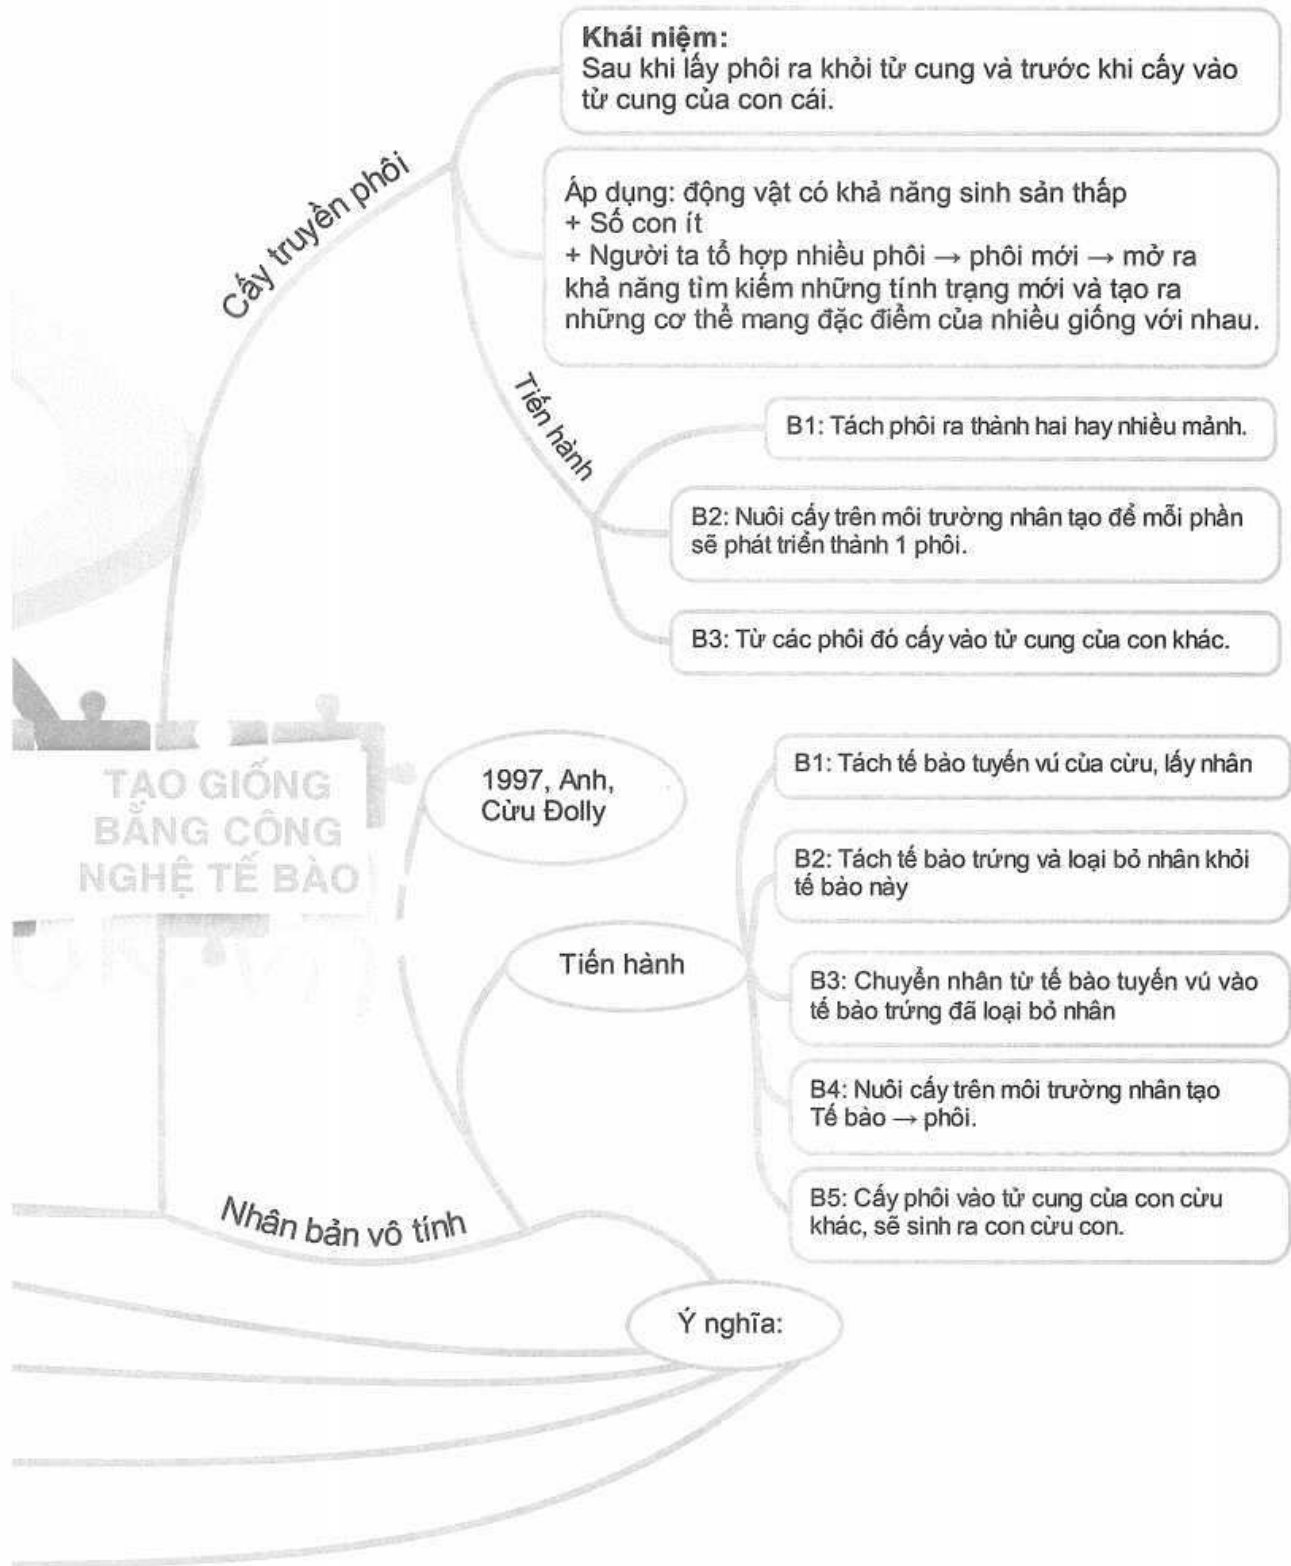 Khái niệm:
Sau khi lấy phôi ra khỏi tử cung và trước khi cấy vào
tử cung của con cái.
Cấy truyền phôi
Áp dụng: động vật có khả năng sinh sản thấp
+ Số con ít
+ Người ta tổ hợp nhiều phôi → phôi mới → mở ra
khả năng tìm kiếm những tính trạng mới và tạo ra
những cơ thể mang đặc điểm của nhiều giống với nhau.
Tiến hành
B1: Tách phôi ra thành hai hay nhiều mảnh.
B2: Nuôi cấy trên môi trường nhân tạo để mỗi phần
sẽ phát triển thành 1 phôi.
B3: Từ các phôi đó cấy vào tử cung của con khác.
TẠO GIỐNG
BẰNG CÔNG
NGHỆ TẾ BÀO
1997, Anh,
Cừu Đolly
Tiến hành
B1: Tách tế bào tuyến vú của cừu, lấy nhân
B2: Tách tế bào trứng và loại bỏ nhân khỏi
tế bào này
B3: Chuyển nhân từ tế bào tuyến vú vào
tế bào trứng đã loại bỏ nhân
B4: Nuôi cấy trên môi trường nhân tạo
Tế bào → phôi.
B5: Cấy phôi vào tử cung của con cừu
khác, sẽ sinh ra con cừu con.
Nhân bản vô tính
Ý nghĩa: